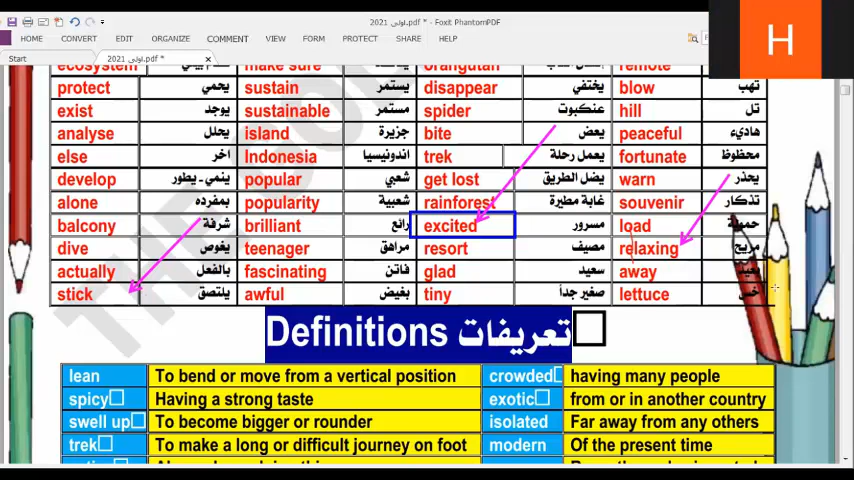 اولى 2021.pdf * - Foxit PhantomPDF
HOME CONVERT EDIT ORGANIZE COMMENT VIEW FORM PROTECT SHARE HELP
Start اولى 2021.pdf *
H
ecosystem make sure orangutan remote
protect يحمي sustain يستمر disappear يختفي blow تهب
exist يوجد sustainable مستمر spider عنكبوت hill تل
analyse يحلل island جزيرة bite يعض peaceful هاديء
else اخر Indonesia اندونيسيا trek يعمل رحلة fortunate محظوظ
develop ينمي - يطور popular شعبي get lost يضل الطريق warn يحذر
alone بمفرده popularity شعبية rainforest غابة مطيرة souvenir تذكار
balcony شرفة brilliant رائع excited مسرور load حمولة
dive يغوص teenager مراهق resort مصيف relaxing مريح
actually بالفعل fascinating فاتن glad سعيد away بعيد
stick يلتصق awful بغيض tiny صغير جداً lettuce خس
تعريفات Definitions
lean To bend or move from a vertical position crowded having many people
spicy Having a strong taste exotic from or in another country
swell up To become bigger or rounder isolated Far away from any others
trek To make a long or difficult journey on foot modern Of the present time